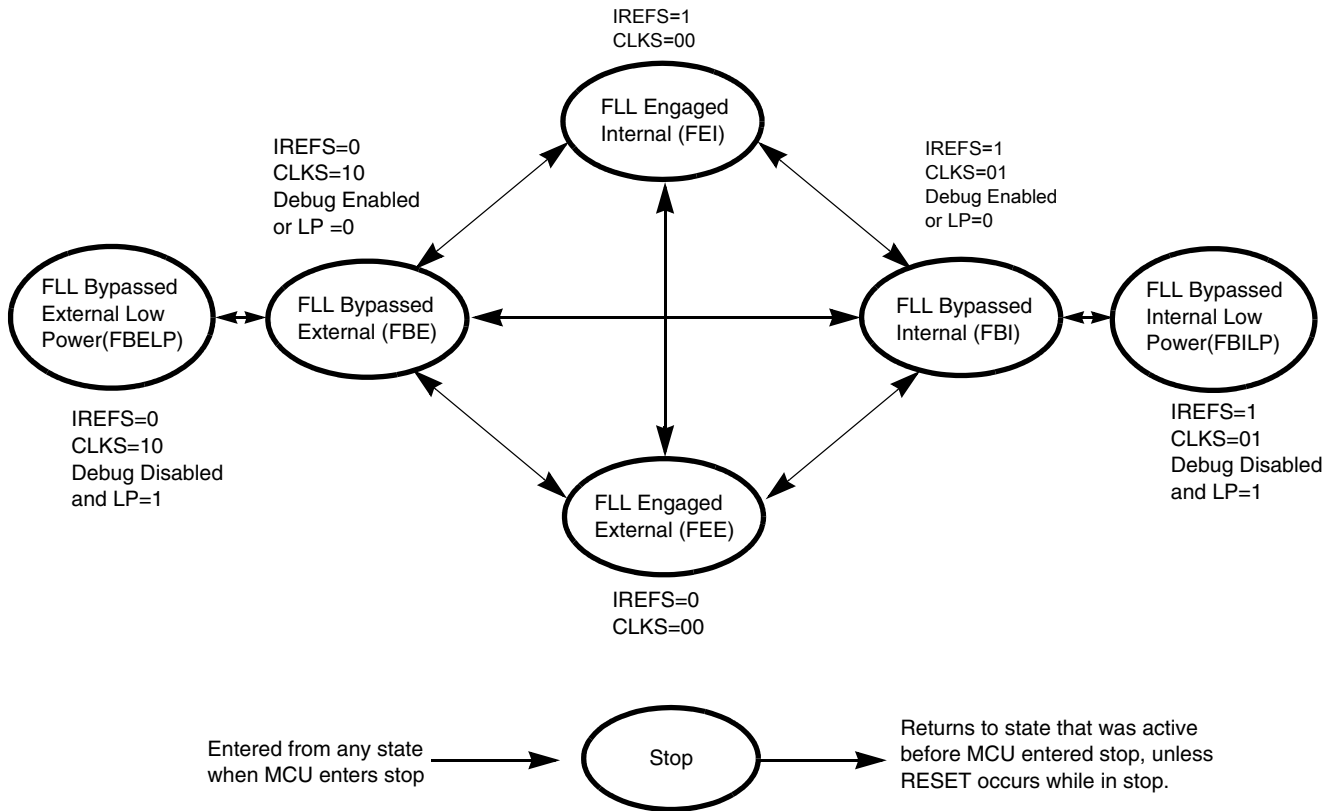 IREFS=1
CLKS=00
FLL Engaged
Internal (FEI)
IREFS=0
CLKS=10
Debug Enabled
or LP =0
IREFS=1
CLKS=01
Debug Enabled
or LP=0
FLL Bypassed
External Low
Power(FBELP)
FLL Bypassed
External (FBE)
FLL Bypassed
Internal (FBI)
FLL Bypassed
Internal Low
Power(FBILP)
IREFS=0
CLKS=10
Debug Disabled
and LP=1
IREFS=1
CLKS=01
Debug Disabled
and LP=1
FLL Engaged
External (FEE)
IREFS=0
CLKS=00
Entered from any state
when MCU enters stop
Stop
Returns to state that was active
before MCU entered stop, unless
RESET occurs while in stop.